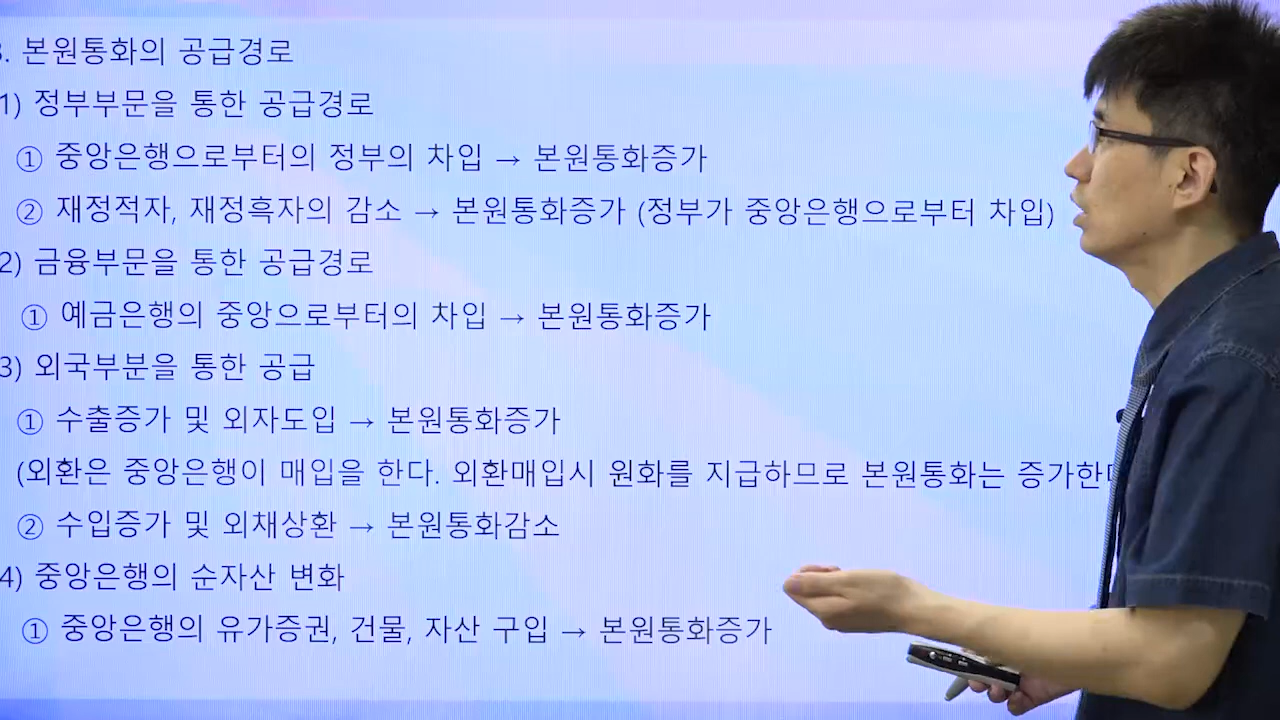 3. 본원통화의 공급경로
1) 정부부문을 통한 공급경로
① 중앙은행으로부터의 정부의 차입 → 본원통화증가
② 재정적자, 재정흑자의 감소 → 본원통화증가 (정부가 중앙은행으로부터 차입)
2) 금융부문을 통한 공급경로
① 예금은행의 중앙으로부터의 차입 → 본원통화증가
3) 외국부분을 통한 공급
① 수출증가 및 외자도입 → 본원통화증가
(외환은 중앙은행이 매입을 한다. 외환매입시 원화를 지급하므로 본원통화는 증가한
② 수입증가 및 외채상환 → 본원통화감소
4) 중앙은행의 순자산 변화
① 중앙은행의 유가증권, 건물, 자산 구입 → 본원통화증가